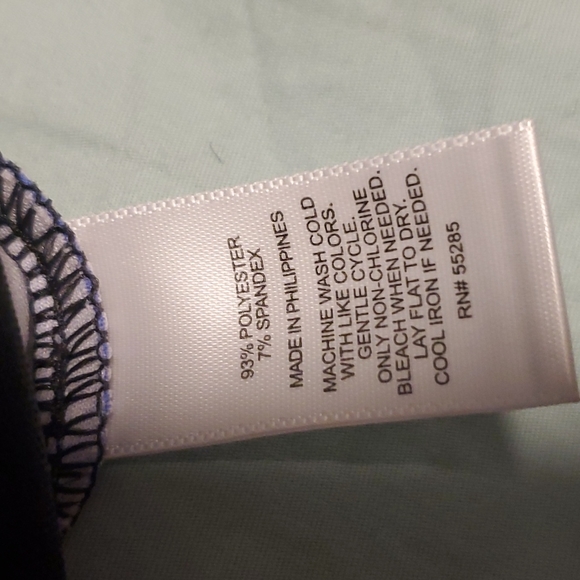 93% POLYESTER
7% SPANDEX
MADE IN PHILIPPINES
MACHINE WASH COLD
WITH LIKE COLORS.
GENTLE CYCLE.
ONLY NON-CHLORINE
BLEACH WHEN NEEDED.
LAY FLAT TO DRY.
COOL IRON IF NEEDED.
RN# 55285